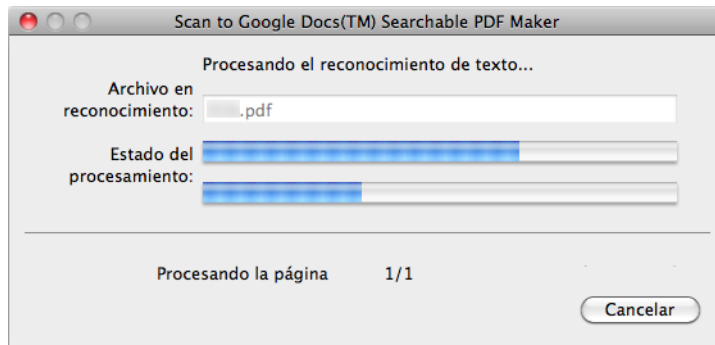 Scan to Google Docs(TM) Searchable PDF Maker
Procesando el reconocimiento de texto...
Archivo en
reconocimiento:
.pdf
Estado del
procesamiento:
Procesando la página 1/1
Cancelar